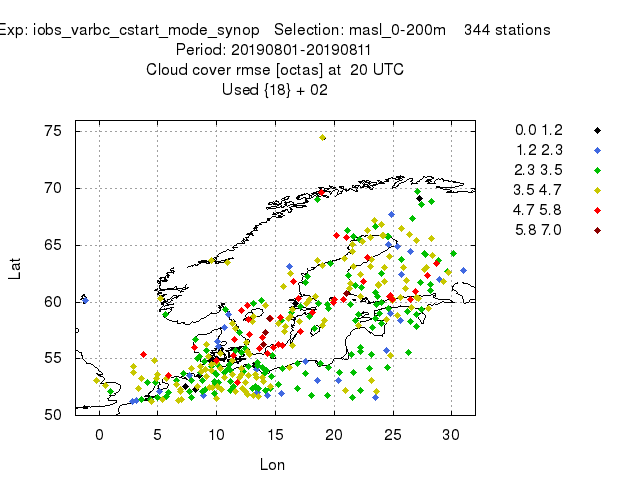 Exp: iobs_varbc_cstart_mode_synop   Selection: masl_0-200m    344 stations
Period: 20190801-20190811
Cloud cover rmse [octas] at  20 UTC
Used {18} + 02
75
70
65
60
55
50
Lat
0 5 10 15 20 25 30
Lon
0.0 1.2
1.2 2.3
2.3 3.5
3.5 4.7
4.7 5.8
5.8 7.0